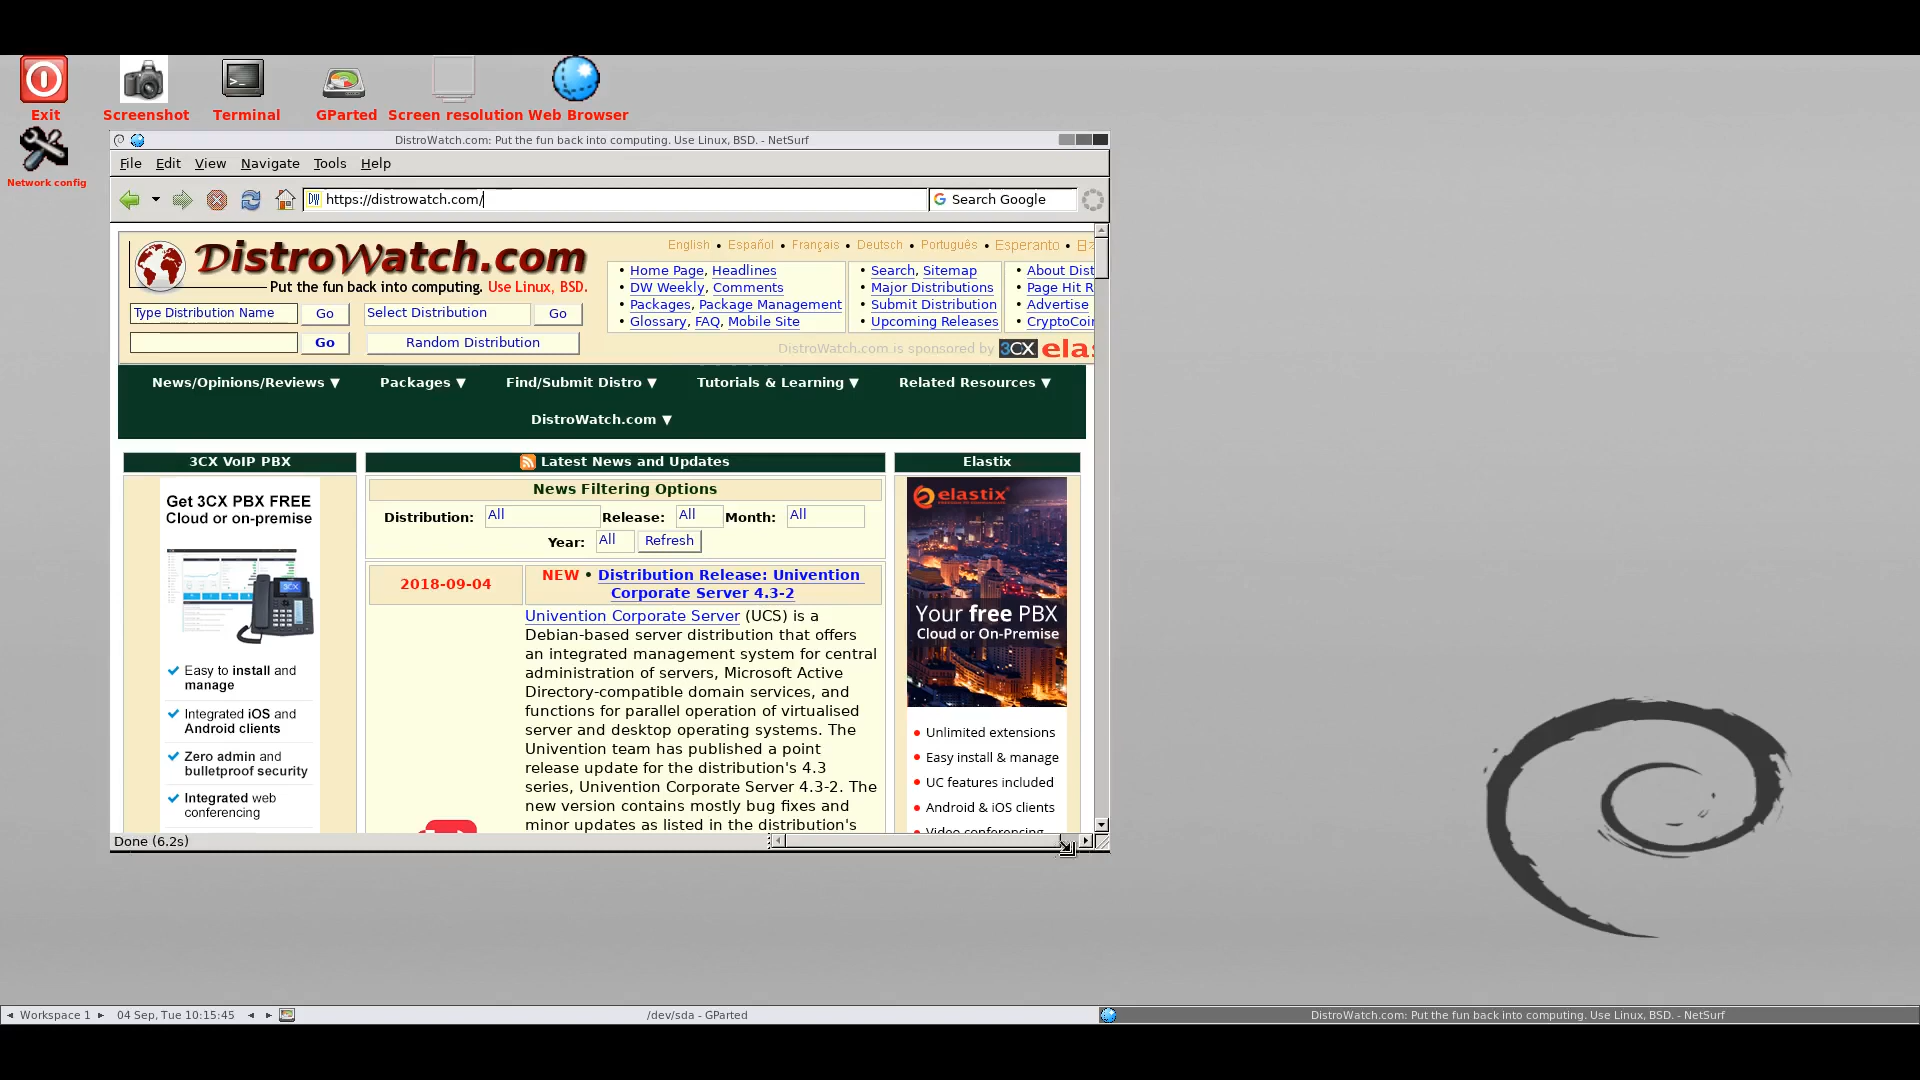 Exit
Screenshot
Terminal
GParted
Screen resolution
Web Browser
Network config
DistroWatch.com: Put the fun back into computing. Use Linux, BSD. - NetSurf
File Edit View Navigate Tools Help
https://distrowatch.com/
Search Google
DistroWatch.com
Put the fun back into computing. Use Linux, BSD.
English • Español • Français • Deutsch • Português • Esperanto •
• Home Page, Headlines
• DW Weekly, Comments
• Packages, Package Management
• Glossary, FAQ, Mobile Site
• Search, Sitemap
• Major Distributions
• Submit Distribution
• Upcoming Releases
• About Dist
• Page Hit R
• Advertise
• CryptoCoi
Type Distribution Name Go Select Distribution Go
Go Random Distribution
DistroWatch.com is sponsored by 3CX elas
News/Opinions/Reviews ▼ Packages ▼ Find/Submit Distro ▼ Tutorials & Learning ▼ Related Resources ▼
DistroWatch.com ▼
3CX VoIP PBX
Get 3CX PBX FREE
Cloud or on-premise
3CX
Easy to install and
manage
Integrated iOS and
Android clients
Zero admin and
bulletproof security
Integrated web
conferencing
Latest News and Updates
News Filtering Options
Distribution: All Release: All Month: All
Year: All Refresh
2018-09-04
NEW • Distribution Release: Univention
Corporate Server 4.3-2
Univention Corporate Server (UCS) is a
Debian-based server distribution that offers
an integrated management system for central
administration of servers, Microsoft Active
Directory-compatible domain services, and
functions for parallel operation of virtualised
server and desktop operating systems. The
Univention team has published a point
release update for the distribution's 4.3
series, Univention Corporate Server 4.3-2. The
new version contains mostly bug fixes and
minor updates as listed in the distribution's
Elastix
elastix
Your free PBX
Cloud or On-Premise
• Unlimited extensions
• Easy install & manage
• UC features included
• Android & iOS clients
• Video conferencing
Done (6.2s)
Workspace 1 04 Sep, Tue 10:15:45 /dev/sda - GParted DistroWatch.com: Put the fun back into computing. Use Linux, BSD. - NetSurf